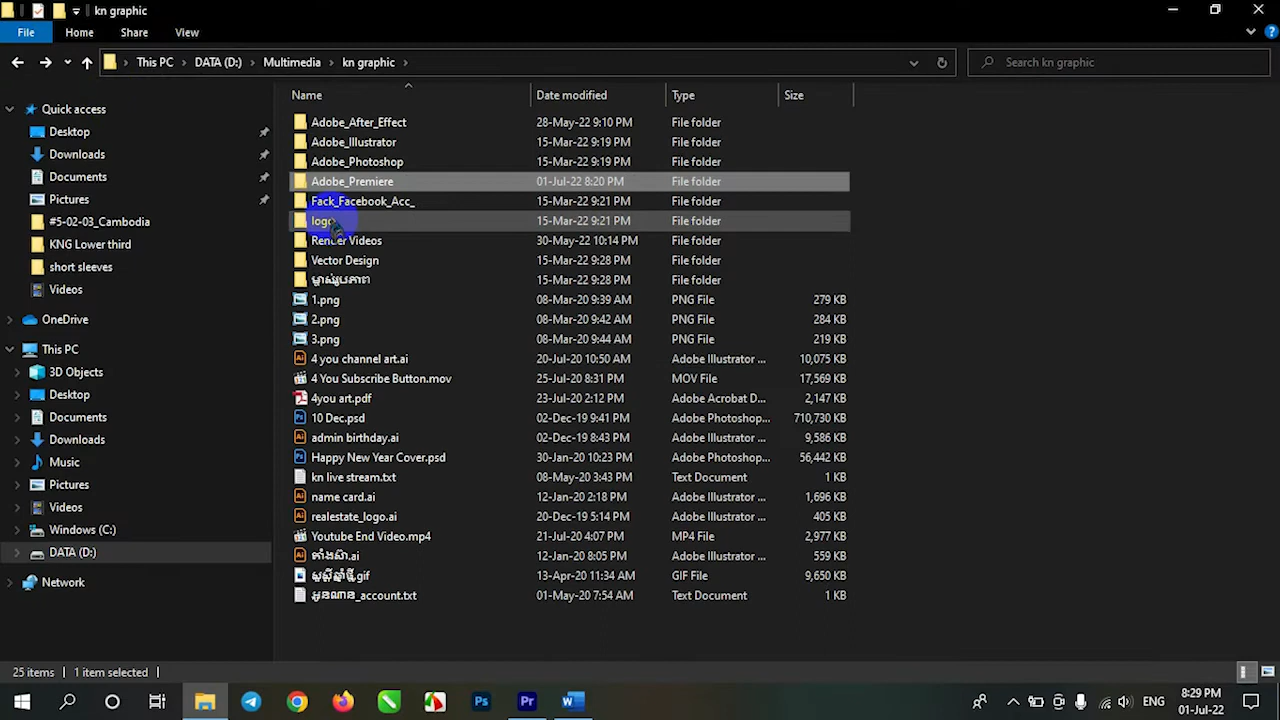 kn graphic
File Home Share View
This PC DATA (D:) Multimedia kn graphic
Search kn graphic
Name Date modified Type Size
Quick access
Desktop
Downloads
Documents
Pictures
#5-02-03_Cambodia
KNG Lower third
short sleeves
Videos
OneDrive
This PC
3D Objects
Desktop
Documents
Downloads
Music
Pictures
Videos
Windows (C:)
DATA (D:)
Network
Adobe_After_Effect 28-May-22 9:10 PM File folder
Adobe_Illustrator 15-Mar-22 9:19 PM File folder
Adobe_Photoshop 15-Mar-22 9:19 PM File folder
Adobe_Premiere 01-Jul-22 8:20 PM File folder
Fack_Facebook_Acc_ 15-Mar-22 9:21 PM File folder
logo 15-Mar-22 9:21 PM File folder
Render Videos 30-May-22 10:14 PM File folder
Vector Design 15-Mar-22 9:28 PM File folder
15-Mar-22 9:28 PM File folder
1.png 08-Mar-20 9:39 AM PNG File 279 KB
2.png 08-Mar-20 9:42 AM PNG File 284 KB
3.png 08-Mar-20 9:44 AM PNG File 219 KB
4 you channel art.ai 20-Jul-20 10:50 AM Adobe Illustrator ... 10,075 KB
4 You Subscribe Button.mov 25-Jul-20 8:31 PM MOV File 17,569 KB
4you art.pdf 23-Jul-20 2:12 PM Adobe Acrobat D... 2,147 KB
10 Dec.psd 02-Dec-19 9:41 PM Adobe Photoshop... 710,730 KB
admin birthday.ai 02-Dec-19 8:43 PM Adobe Illustrator ... 9,586 KB
Happy New Year Cover.psd 30-Jan-20 10:23 PM Adobe Photoshop... 56,442 KB
kn live stream.txt 08-May-20 3:43 PM Text Document 1 KB
name card.ai 12-Jan-20 2:18 PM Adobe Illustrator ... 1,696 KB
realestate_logo.ai 20-Dec-19 5:14 PM Adobe Illustrator ... 405 KB
Youtube End Video.mp4 21-Jul-20 4:07 PM MP4 File 2,977 KB
.ai 12-Jan-20 8:05 PM Adobe Illustrator ... 559 KB
.gif 13-Apr-20 11:34 AM GIF File 9,650 KB
_account.txt 01-May-20 7:54 AM Text Document 1 KB
25 items 1 item selected
ENG
8:29 PM
01-Jul-22